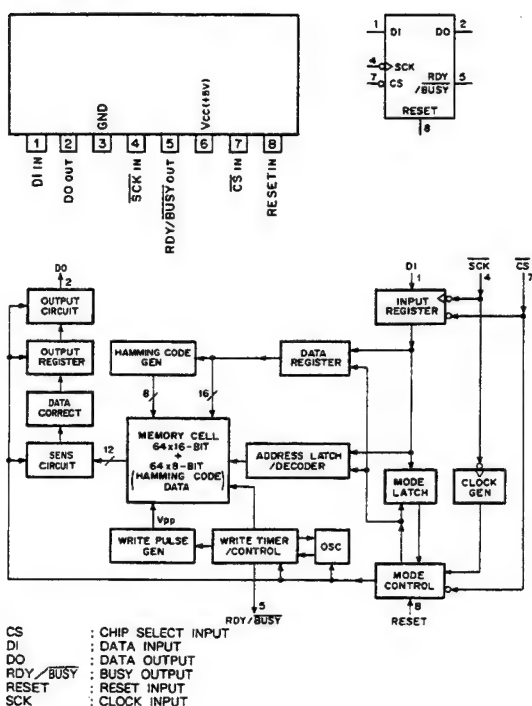 GND
VCC(+5V)
1 2 3 4 5 6 7 8
DI IN
DO OUT
SCK IN
RDY/BUSY OUT
CS IN
RESET IN
1 DI DO 2
4 SCK
7 CS RDY 5
/BUSY
RESET
8
DO
2
OUTPUT
CIRCUIT
OUTPUT
REGISTER
DATA
CORRECT
SENS
CIRCUIT
12
HAMMING CODE
GEN
8
16
MEMORY CELL
64x16-BIT
+
64x8-BIT
(HAMMING CODE
DATA)
Vpp
WRITE PULSE
GEN
WRITE TIMER
/CONTROL
OSC
5
RDY/BUSY
DI
1
SCK
4
CS
7
INPUT
REGISTER
DATA
REGISTER
ADDRESS LATCH
/DECODER
MODE
LATCH
CLOCK
GEN
MODE
CONTROL
8
RESET
CS : CHIP SELECT INPUT
DI : DATA INPUT
DO : DATA OUTPUT
RDY/BUSY : BUSY OUTPUT
RESET : RESET INPUT
SCK : CLOCK INPUT